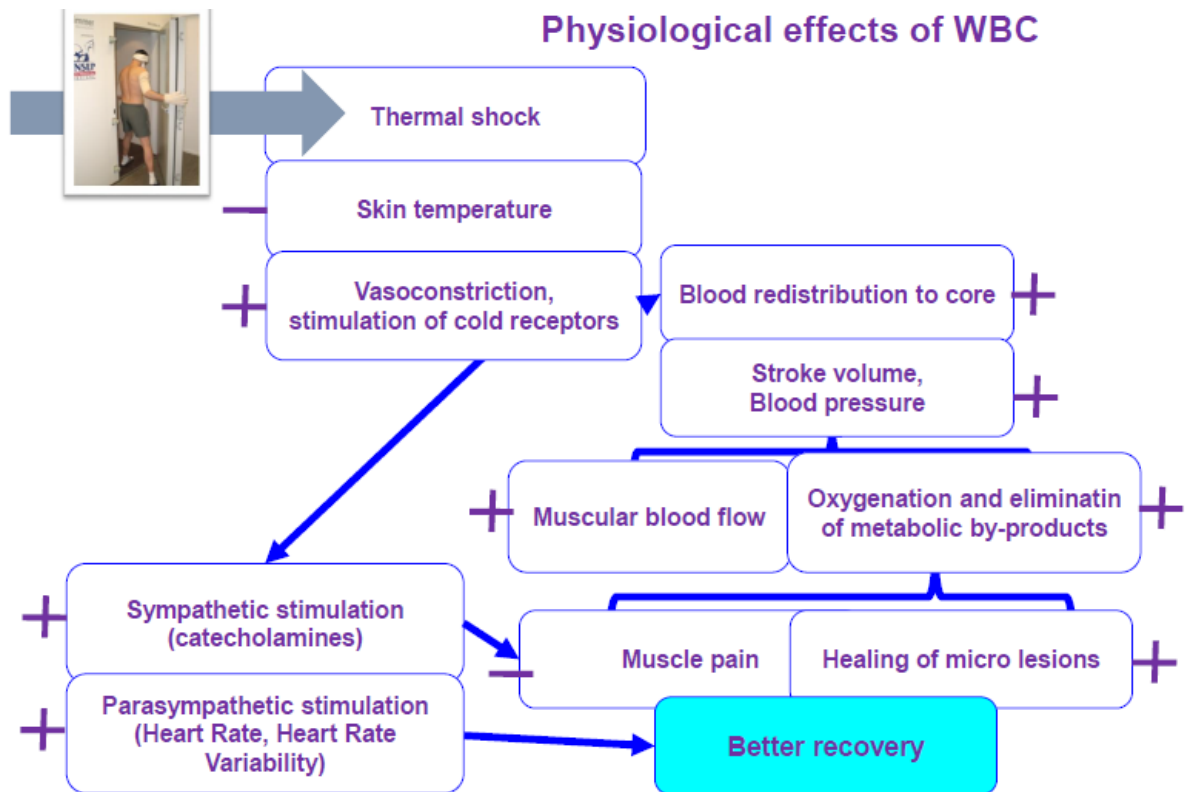 Physiological effects of WBC
Thermal shock
Skin temperature
Vasoconstriction,
stimulation of cold receptors
Blood redistribution to core
Stroke volume,
Blood pressure
Muscular blood flow
Oxygenation and eliminatin
of metabolic by-products
Sympathetic stimulation
(catecholamines)
Muscle pain
Healing of micro lesions
Parasympathetic stimulation
(Heart Rate, Heart Rate
Variability)
Better recovery